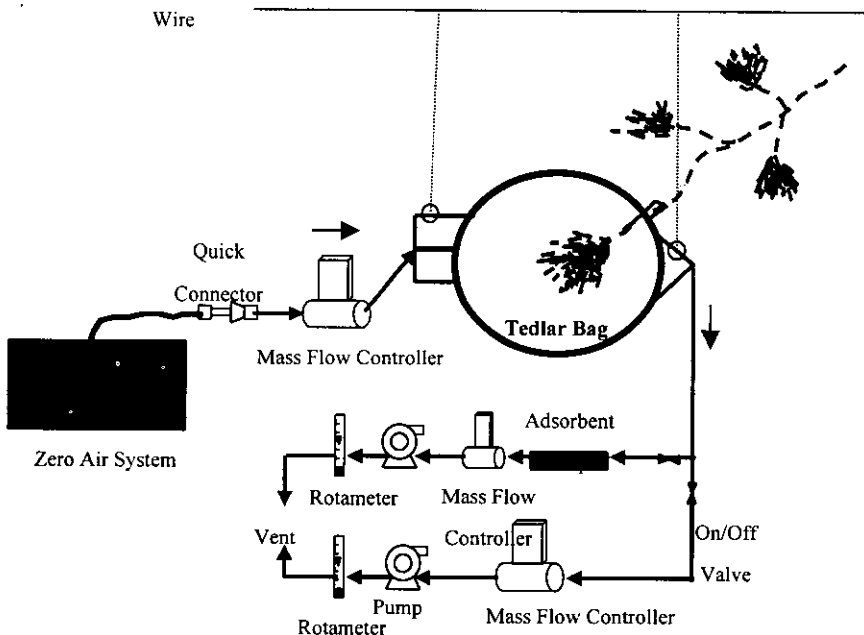 Wire
Quick
Connector
Mass Flow Controller
Tedlar Bag
Zero Air System
Adsorbent
Rotameter
Mass Flow
Controller
Vent
On/Off
Valve
Pump
Rotameter
Mass Flow Controller